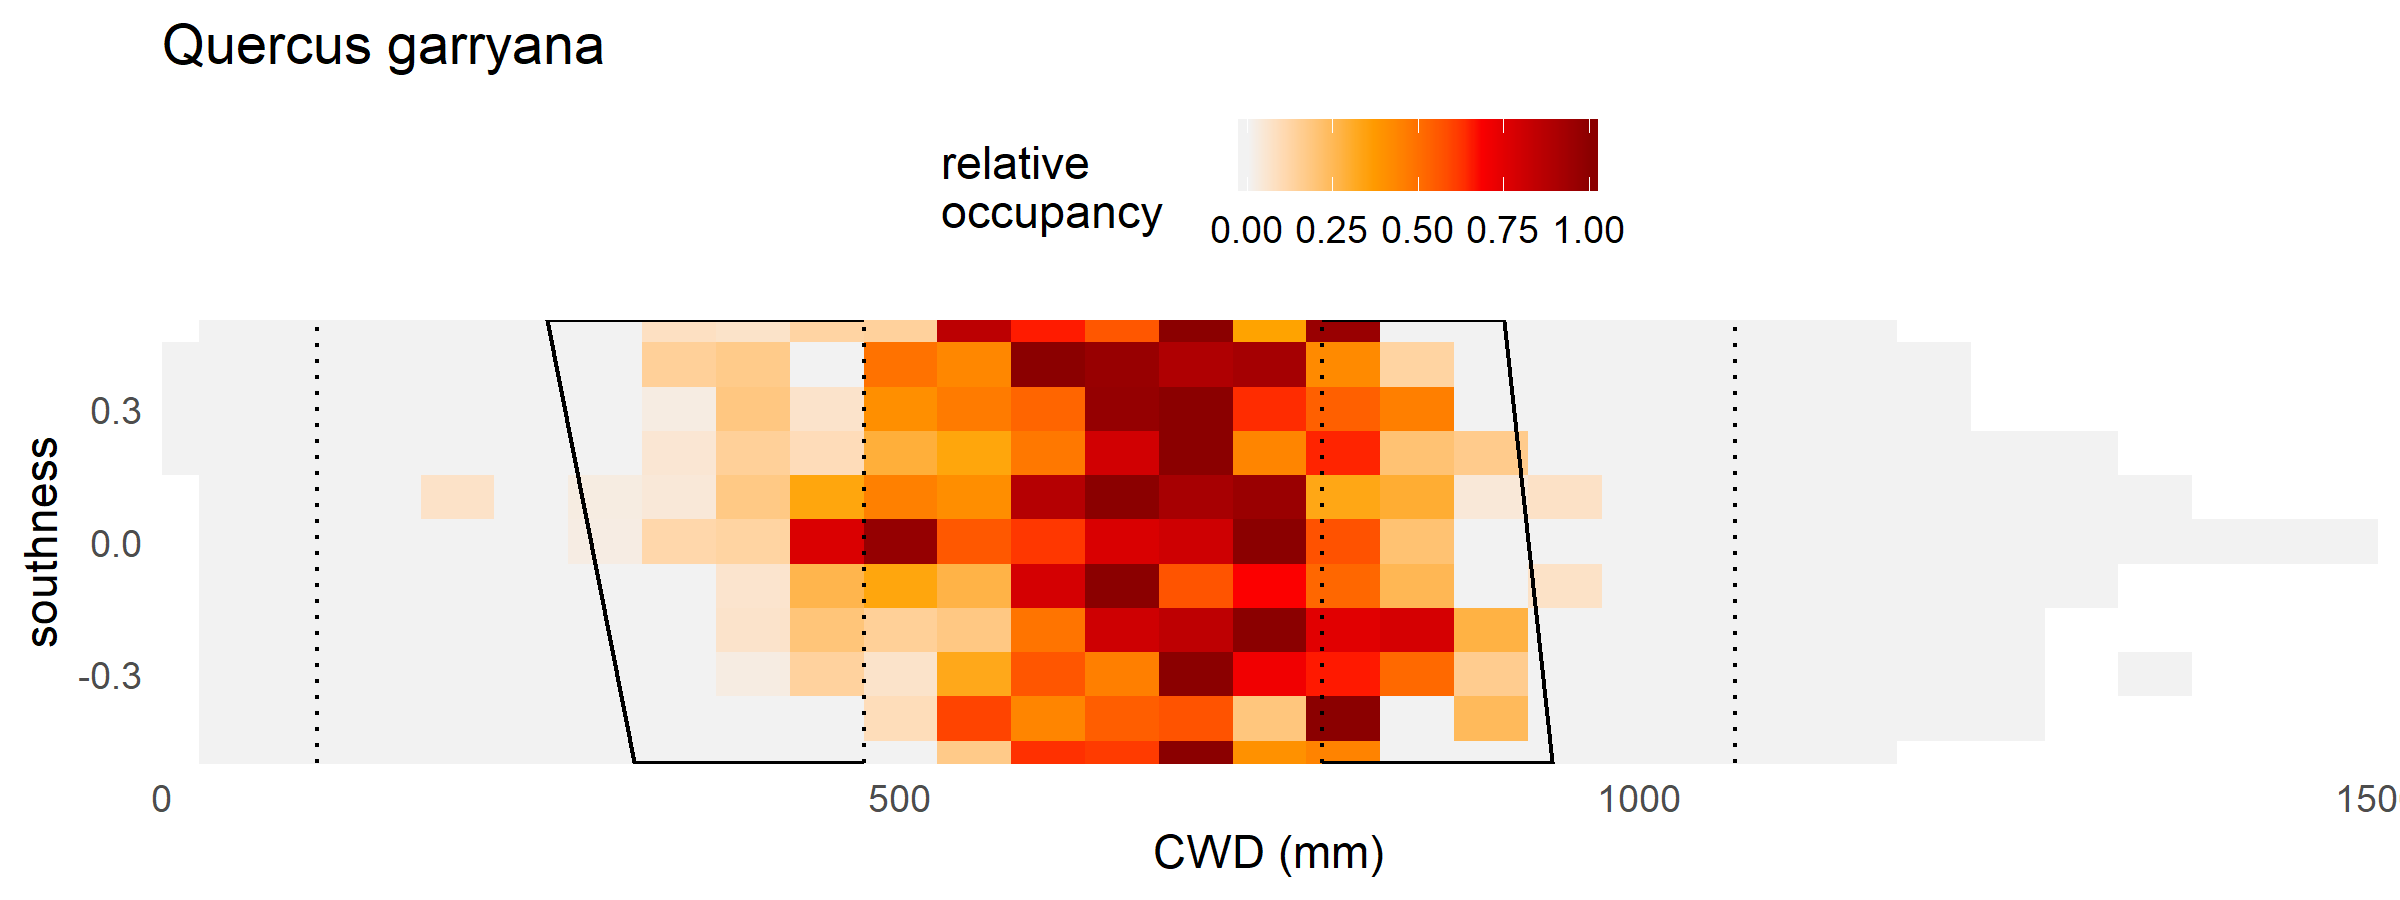 Quercus garryana
relative
occupancy
0.00 0.25 0.50 0.75 1.00
0.3
0.0
-0.3
southness
0 500 1000 150
CWD (mm)